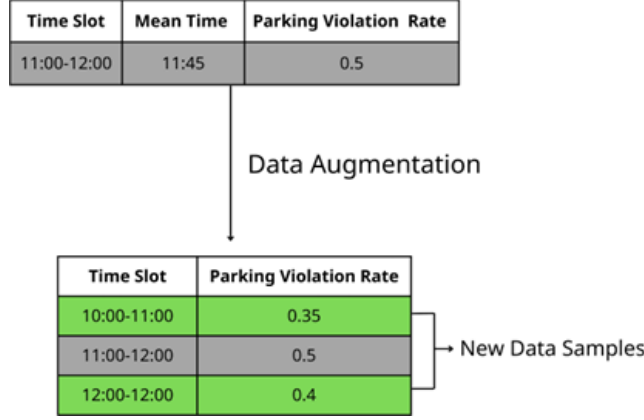 Time Slot Mean Time Parking Violation Rate
11:00-12:00 11:45 0.5
Data Augmentation
Time Slot Parking Violation Rate
10:00-11:00 0.35
11:00-12:00 0.5
12:00-12:00 0.4
New Data Samples